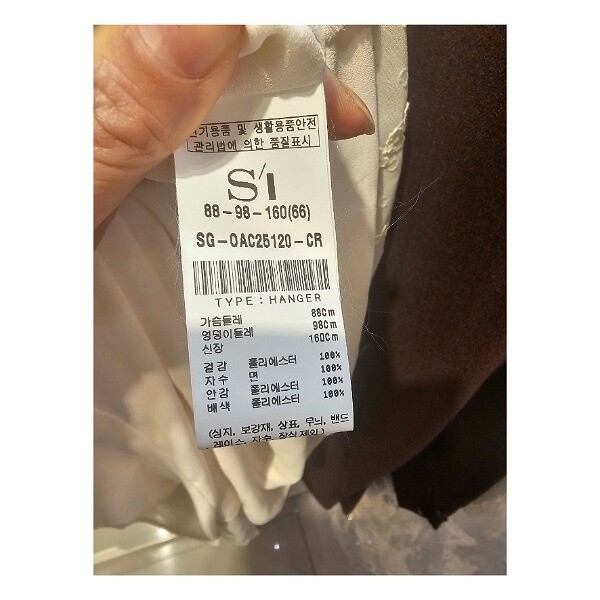 전기용품 및 생활용품안전
관리법에 의한 품질표시
S/I
88-98-160(66)
SG-0AC25120-CR
TYPE : HANGER
가슴둘레 88Cm
엉덩이둘레 98Cm
신장 160Cm
겉감 폴리에스터 100%
자수 면 100%
안감 폴리에스터 100%
배색 폴리에스터 100%
(심지, 보강재, 상표, 무늬, 밴드
, 레이스, 자수, 장식 제외)